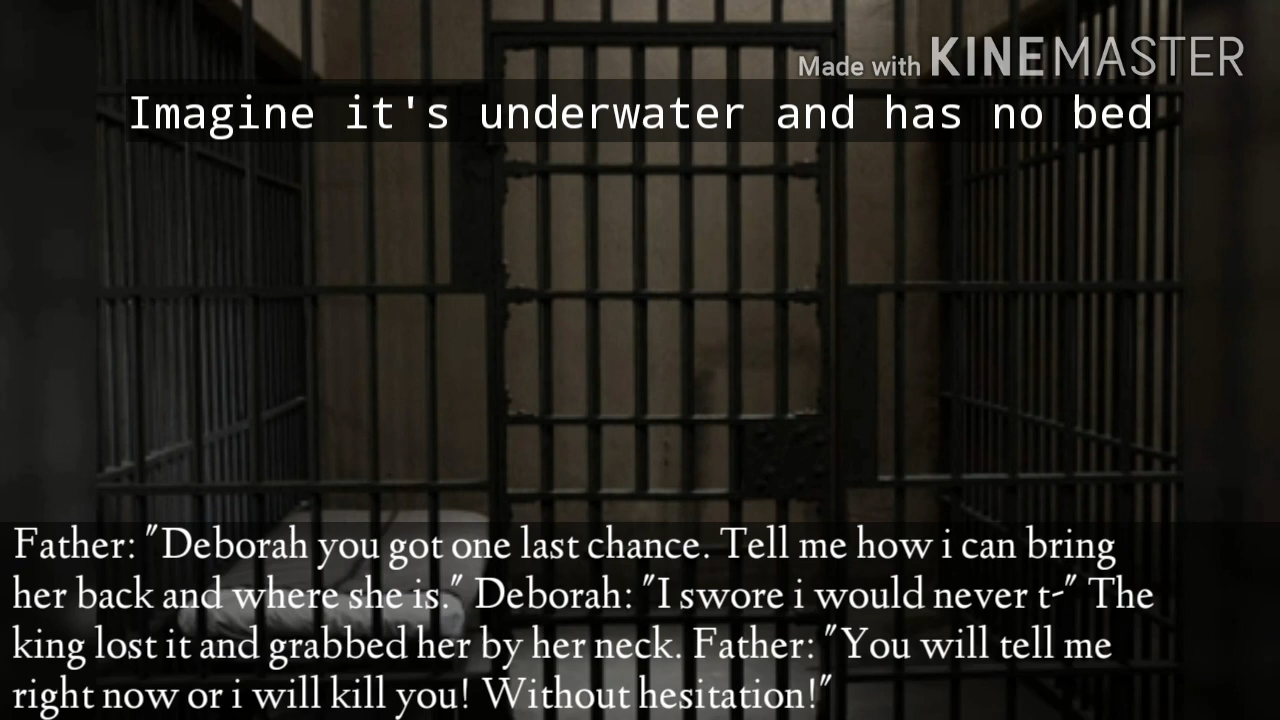 Made with KINEMASTER
Imagine it's underwater and has no bed
Father: "Deborah you got one last chance. Tell me how i can bring
her back and where she is." Deborah: "I swore i would never t-" The
king lost it and grabbed her by her neck. Father: "You will tell me
right now or i will kill you! Without hesitation!"